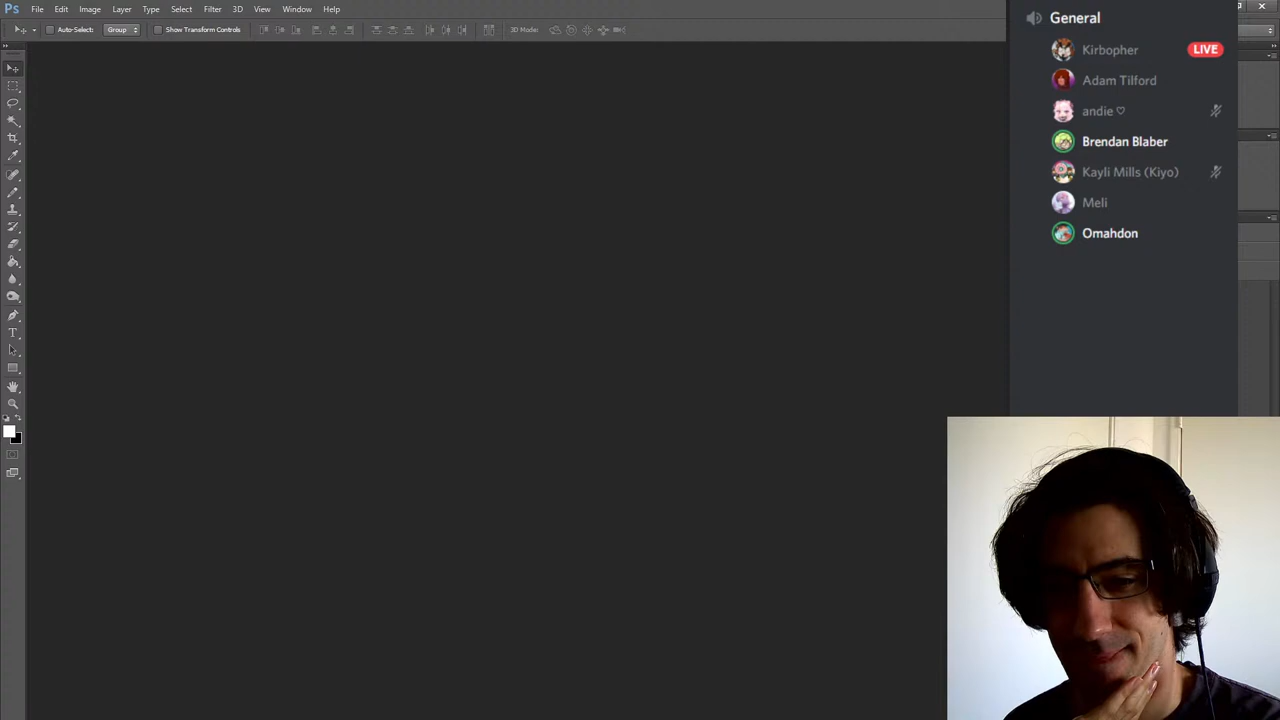 Ps File Edit Image Layer Type Select Filter 3D View Window Help
Auto-Select: Group Show Transform Controls 3D Mode:
General
Kirbopher LIVE
Adam Tilford
andie♡
Brendan Blaber
Kayli Mills (Kiyo)
Meli
Omahdon
T